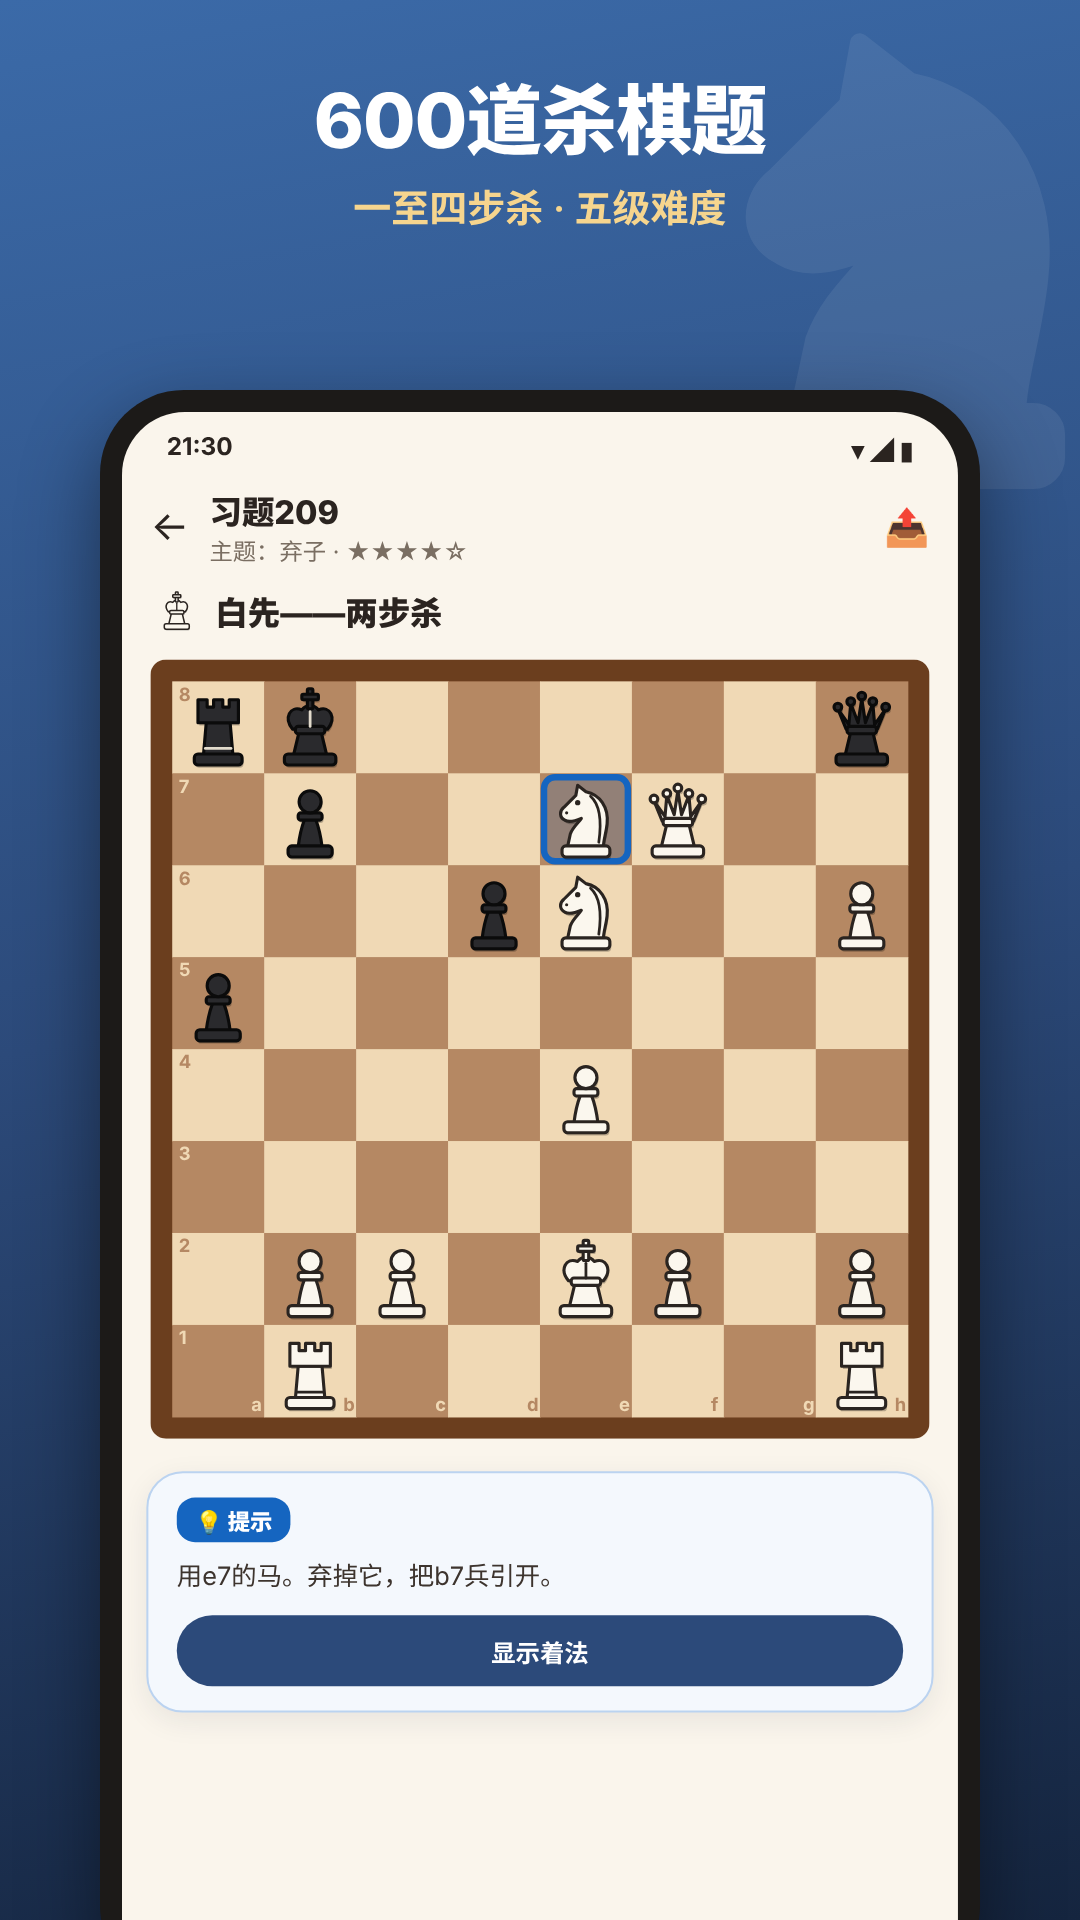 600道杀棋题
一至四步杀 · 五级难度
21:30
习题209
主题：弃子 · ★★★★☆
白先——两步杀
8
7
6
5
4
3
2
1
a b c d e f g h
💡 提示
用e7的马。弃掉它，把b7兵引开。
显示着法